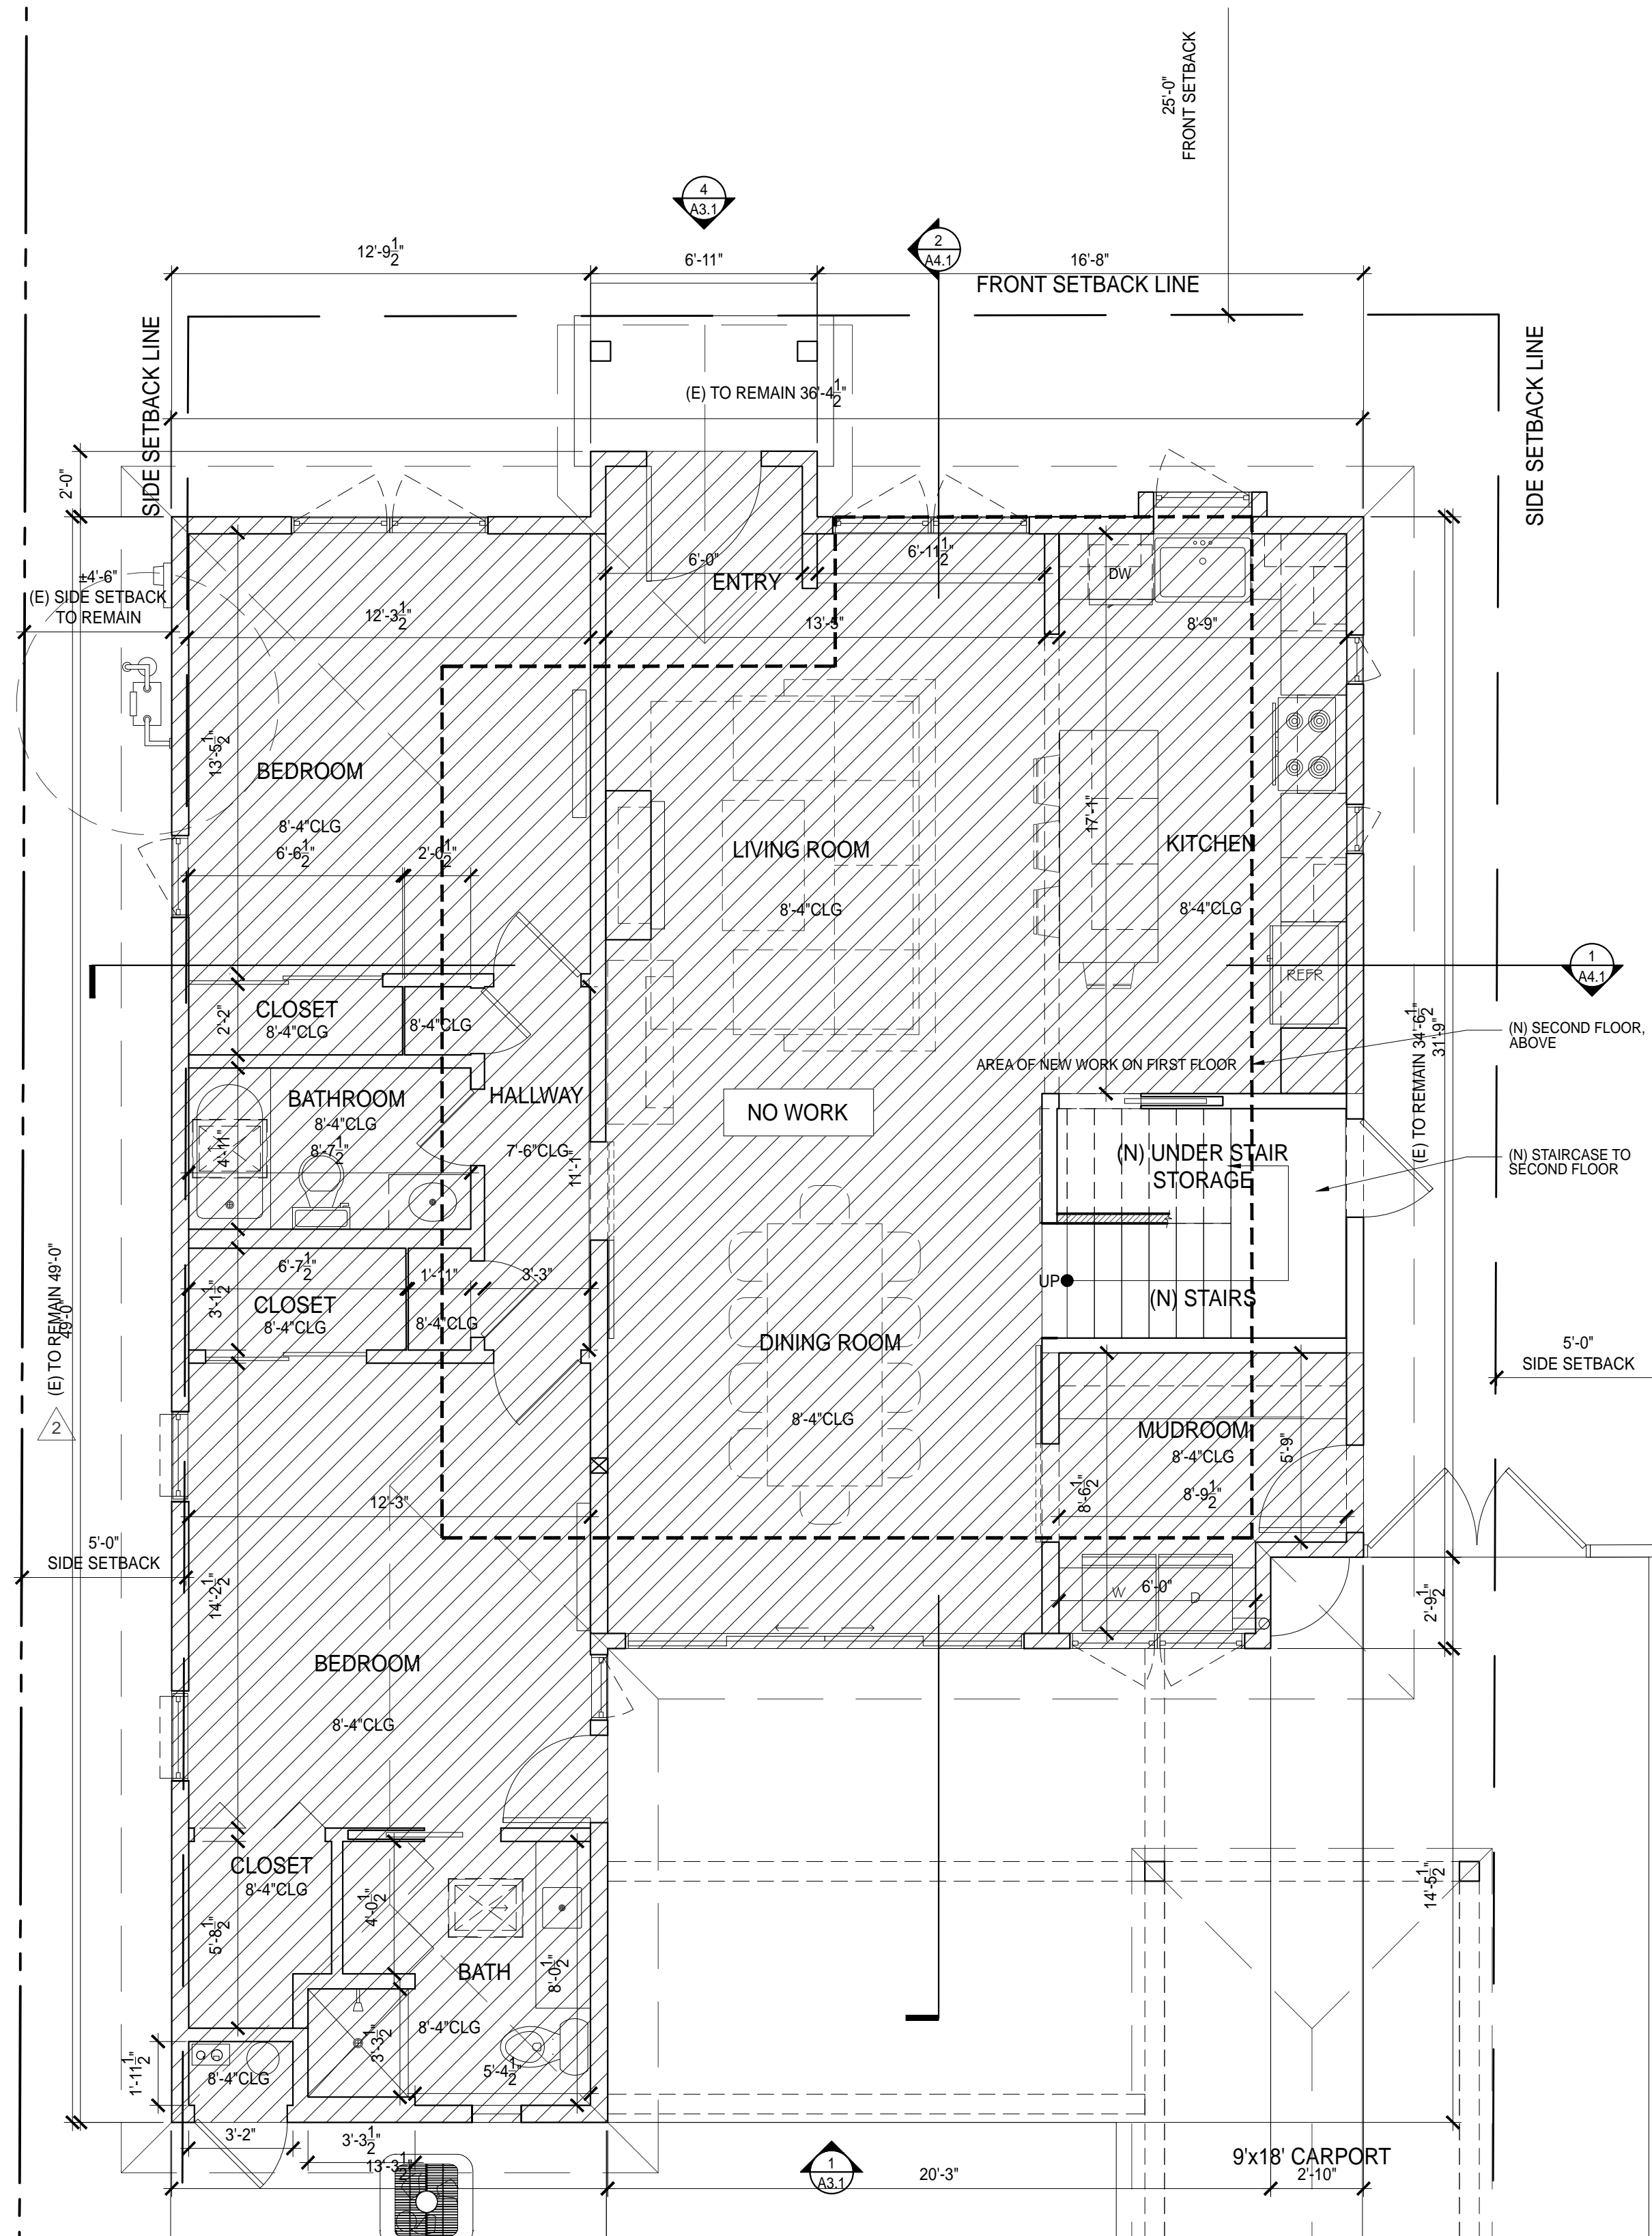 25'-0"
FRONT SETBACK
4
A3.1
2
A4.1
12'-9 1/2"
6'-11"
16'-8"
FRONT SETBACK LINE
SIDE SETBACK LINE
SIDE SETBACK LINE
(E) TO REMAIN 36'-4 1/2"
2'-0"
±4'-6"
(E) SIDE SETBACK
TO REMAIN
6'-0"
ENTRY
6'-11 1/2"
DW
12'-3 1/2"
13'-5"
8'-9"
13'-5 1/2"
BEDROOM
8'-4"CLG
6'-6 1/2"
2'-0 1/2"
LIVING ROOM
8'-4"CLG
17'-1"
KITCHEN
8'-4"CLG
REFR
1
A4.1
CLOSET
8'-4"CLG
2'-2"
8'-4"CLG
(N) SECOND FLOOR,
ABOVE
(E) TO REMAIN 34'-6 1/2"
31'-9"
AREA OF NEW WORK ON FIRST FLOOR
BATHROOM
8'-4"CLG
8'-7 1/2"
4'-11"
HALLWAY
7'-6"CLG
11'-1"
NO WORK
(N) UNDER STAIR
STORAGE
(N) STAIRCASE TO
SECOND FLOOR
6'-7 1/2"
1'-11"
3'-3"
3'-1 1/2"
CLOSET
8'-4"CLG
8'-4"CLG
UP
(N) STAIRS
(E) TO REMAIN 49'-0"
49'-0"
2
DINING ROOM
8'-4"CLG
5'-0"
SIDE SETBACK
MUDROOM
8'-4"CLG
5'-9"
8'-6 1/2"
8'-9 1/2"
12'-3"
5'-0"
SIDE SETBACK
14'-2 1/2"
W
6'-0"
D
2'-9 1/2"
BEDROOM
8'-4"CLG
CLOSET
8'-4"CLG
5'-8 1/2"
4'-0 1/2"
14'-5 1/2"
BATH
8'-0 1/2"
8'-4"CLG
3'-3 1/2"
5'-4 1/2"
1'-11 1/2"
8'-4"CLG
3'-2"
3'-3 1/2"
13'-3 1/2"
1
A3.1
20'-3"
9'x18' CARPORT
2'-10"